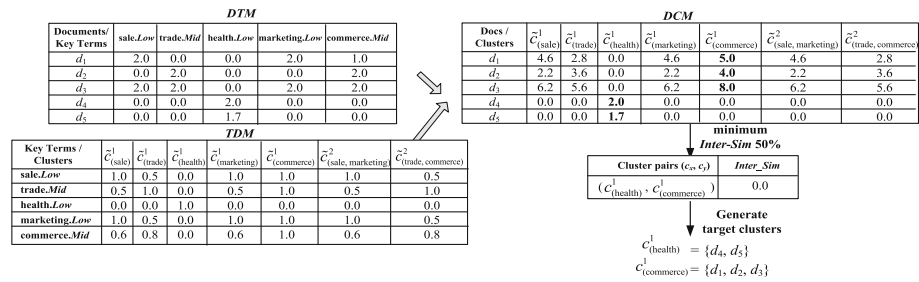 DTM
Documents/ Key Terms sale.Low trade.Mid health.Low marketing.Low commerce.Mid
d1 2.0 0.0 0.0 2.0 1.0
d2 0.0 2.0 0.0 0.0 2.0
d3 2.0 2.0 0.0 2.0 2.0
d4 0.0 0.0 2.0 0.0 0.0
d5 0.0 0.0 1.7 0.0 0.0
TDM
Key Terms / Clusters c̃1(sale) c̃1(trade) c̃1(health) c̃1(marketing) c̃1(commerce) c̃2(sale, marketing) c̃2(trade, commerce)
sale.Low 1.0 0.5 0.0 1.0 1.0 1.0 0.5
trade.Mid 0.5 1.0 0.0 0.5 1.0 0.5 1.0
health.Low 0.0 0.0 1.0 0.0 0.0 0.0 0.0
marketing.Low 1.0 0.5 0.0 1.0 1.0 1.0 0.5
commerce.Mid 0.6 0.8 0.0 0.6 1.0 0.6 0.8
DCM
Docs / Clusters c̃1(sale) c̃1(trade) c̃1(health) c̃1(marketing) c̃1(commerce) c̃2(sale, marketing) c̃2(trade, commerce)
d1 4.6 2.8 0.0 4.6 5.0 4.6 2.8
d2 2.2 3.6 0.0 2.2 4.0 2.2 3.6
d3 6.2 5.6 0.0 6.2 8.0 6.2 5.6
d4 0.0 0.0 2.0 0.0 0.0 0.0 0.0
d5 0.0 0.0 1.7 0.0 0.0 0.0 0.0
minimum
Inter-Sim 50%
Cluster pairs (cx, cy) Inter_Sim
(c1(health) , c1(commerce) ) 0.0
Generate
target clusters
c1(health) = {d4, d5}
c1(commerce) = {d1, d2, d3}